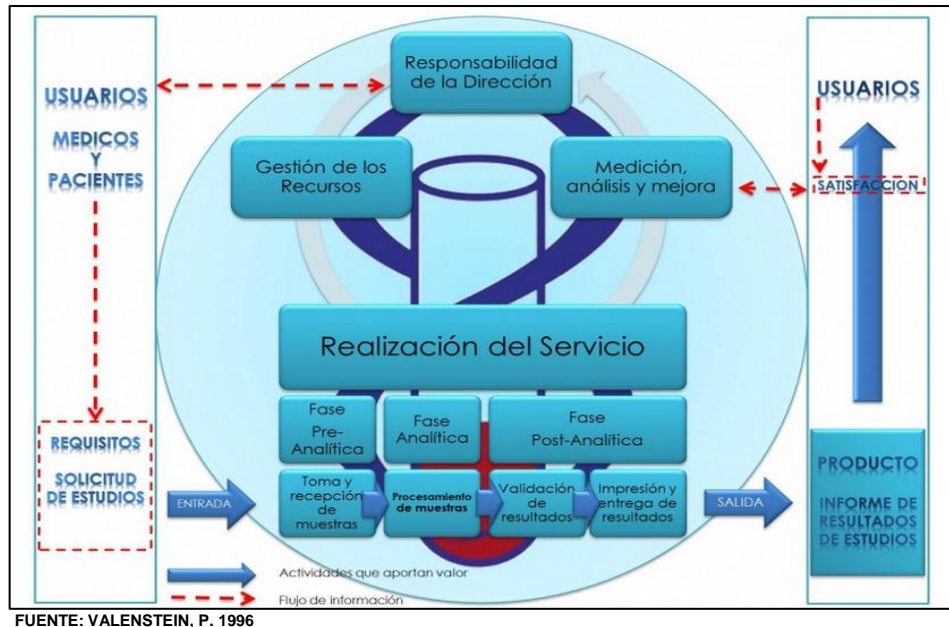 USUARIOS
MEDICOS
Y
PACIENTES
REQUISITOS
SOLICITUD
DE ESTUDIOS
Responsabilidad
de la Dirección
Gestión de los
Recursos
Medición,
análisis y mejora
Realización del Servicio
Fase
Pre-
Analítica
Fase
Analítica
Fase
Post-Analítica
ENTRADA
Toma y
recepción
de
muestras
Procesamiento
de muestras
Validación
de
resultados
Impresión y
entrega de
resultados
SALIDA
USUARIOS
SATISFACCION
PRODUCTO
INFORME DE
RESULTADOS
DE ESTUDIOS
Actividades que aportan valor
Flujo de información
FUENTE: VALENSTEIN, P. 1996